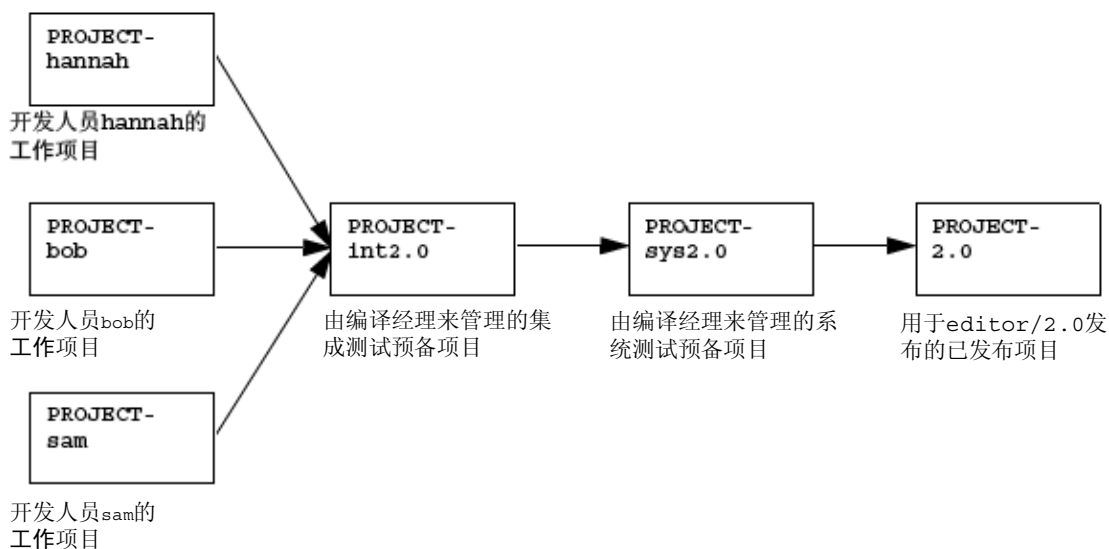 PROJECT-
hannah
开发人员hannah的
工作项目
PROJECT-
bob
开发人员bob的
工作项目
PROJECT-
sam
开发人员sam的
工作项目
PROJECT-
int2.0
由编译经理来管理的集
成测试预备项目
PROJECT-
sys2.0
由编译经理来管理的系
统测试预备项目
PROJECT-
2.0
用于editor/2.0发
布的已发布项目